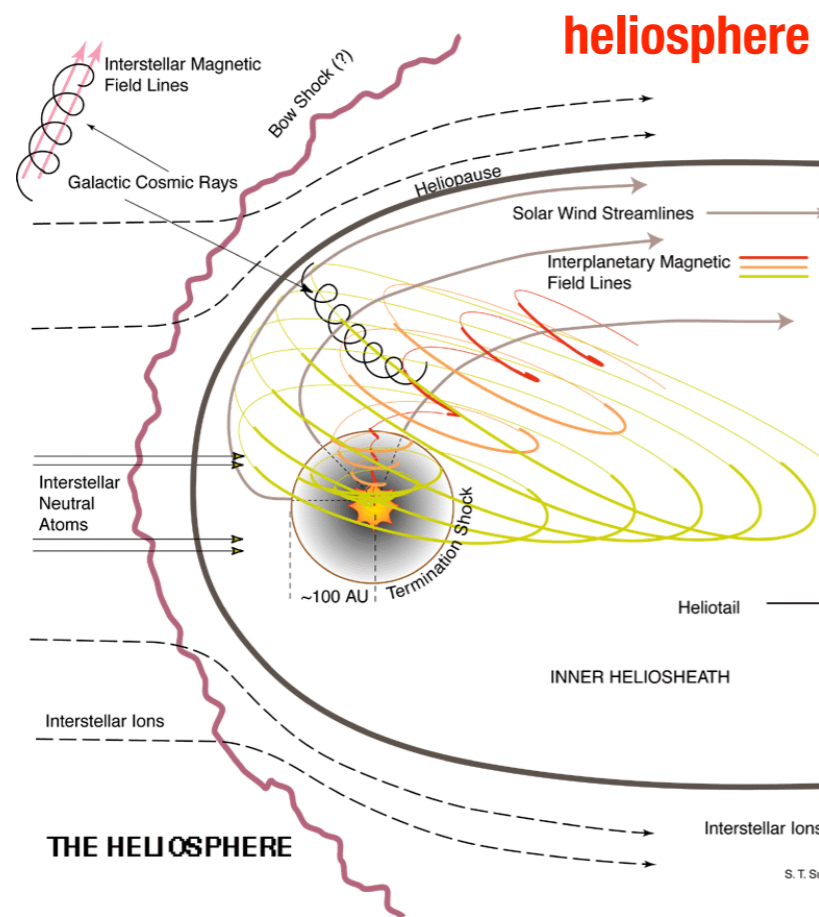 heliosphere
Interstellar Magnetic
Field Lines
Bow Shock (?)
Galactic Cosmic Rays
Heliopause
Solar Wind Streamlines
Interplanetary Magnetic
Field Lines
Interstellar
Neutral
Atoms
Termination Shock
~100 AU
Heliotail
INNER HELIOSHEATH
Interstellar Ions
THE HELIOSPHERE
Interstellar Ions
S. T. Su